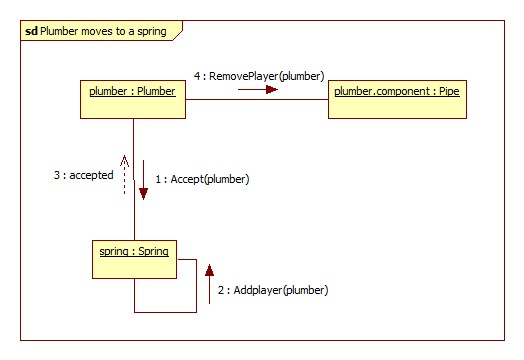 sd Plumber moves to a spring
4 : RemovePlayer(plumber)
plumber : Plumber
plumber.component : Pipe
3 : accepted
1 : Accept(plumber)
spring : Spring
2 : Addplayer(plumber)